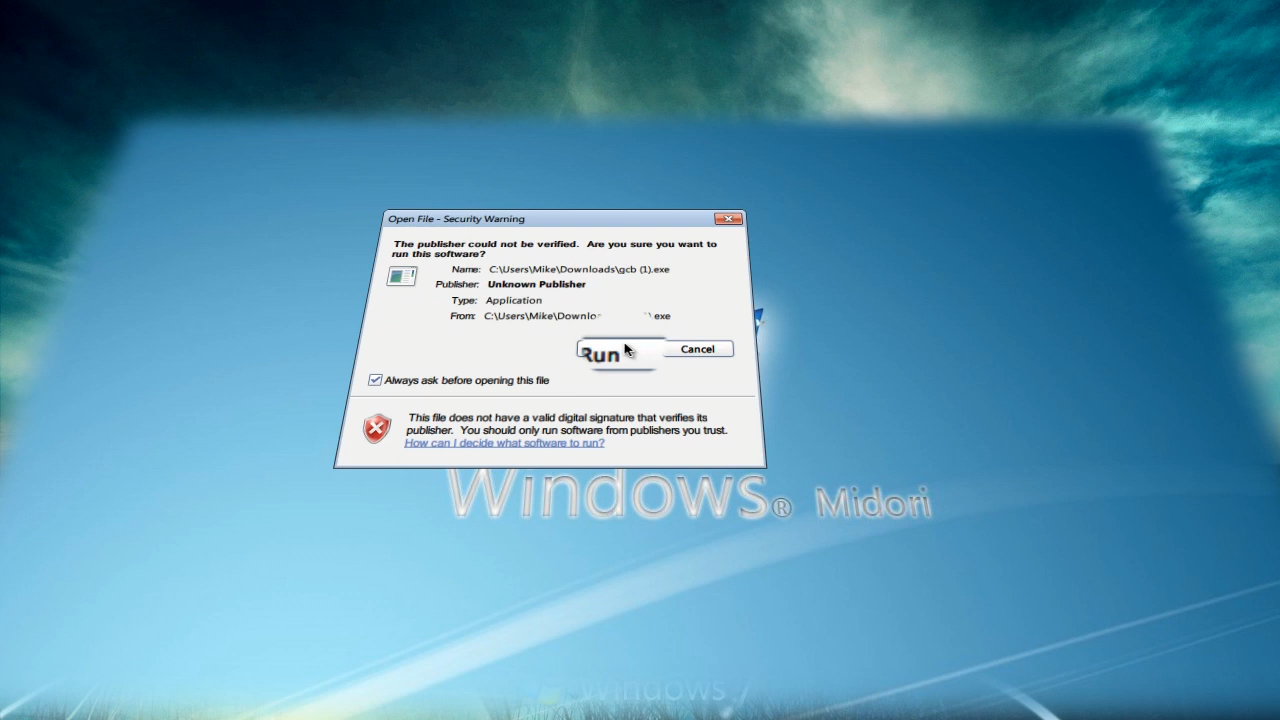 Open File - Security Warning
The publisher could not be verified. Are you sure you want to
run this software?
Name: C:\Users\Mike\Downloads\gcb (1).exe
Publisher: Unknown Publisher
Type: Application
From: C:\Users\Mike\Downlo .exe
Run Cancel
Always ask before opening this file
This file does not have a valid digital signature that verifies its
publisher. You should only run software from publishers you trust.
How can I decide what software to run?
Windows® Midori
Windows 7